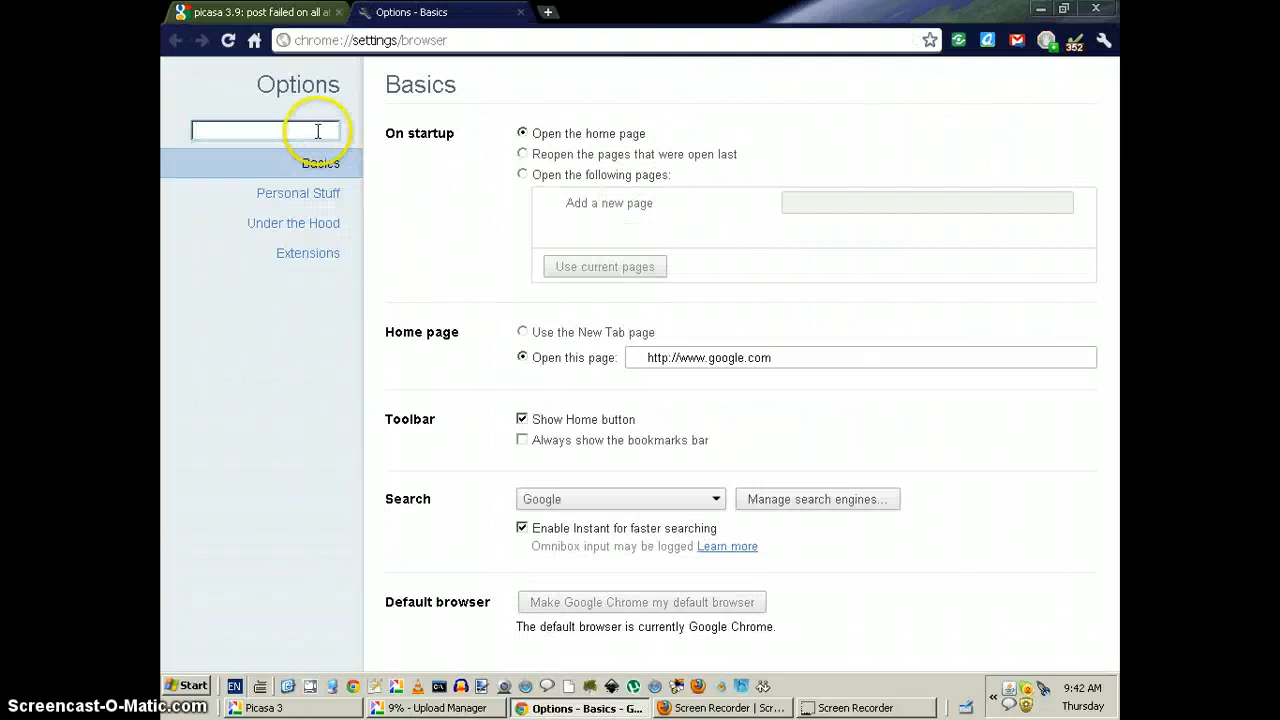 picasa 3.9: post failed on all a
Options - Basics
chrome://settings/browser
352
Options
Basics
Personal Stuff
Under the Hood
Extensions
Basics
On startup
Open the home page
Reopen the pages that were open last
Open the following pages:
Add a new page
Use current pages
Home page
Use the New Tab page
Open this page:
http://www.google.com
Toolbar
Show Home button
Always show the bookmarks bar
Search
Google
Manage search engines...
Enable Instant for faster searching
Omnibox input may be logged Learn more
Default browser
Make Google Chrome my default browser
The default browser is currently Google Chrome.
Start
EN
9:42 AM
Thursday
Picasa 3
9% - Upload Manager
Options - Basics - G...
Screen Recorder | Scr...
Screen Recorder
Screencast-O-Matic.com